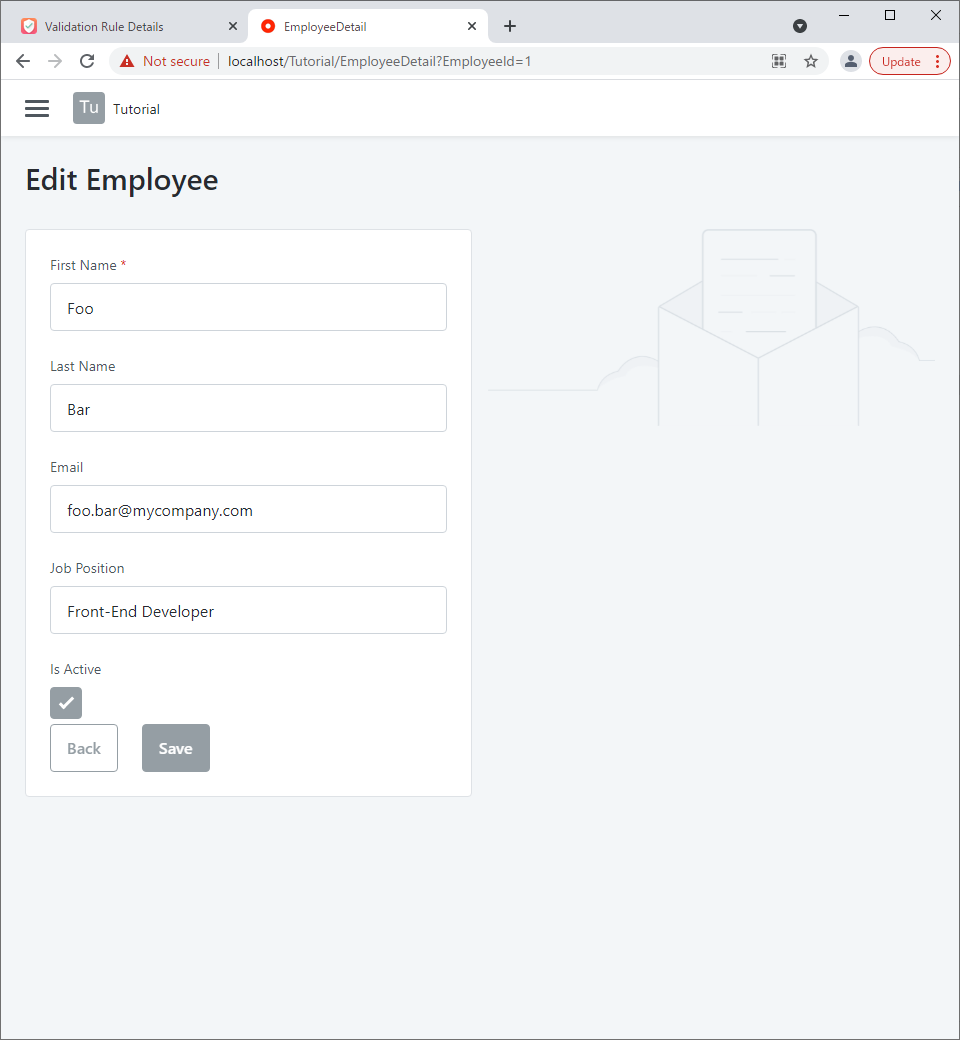 Validation Rule Details
EmployeeDetail
Not secure
localhost/Tutorial/EmployeeDetail?EmployeeId=1
Update
Tu
Tutorial
Edit Employee
First Name *
Foo
Last Name
Bar
Email
foo.bar@mycompany.com
Job Position
Front-End Developer
Is Active
Back
Save